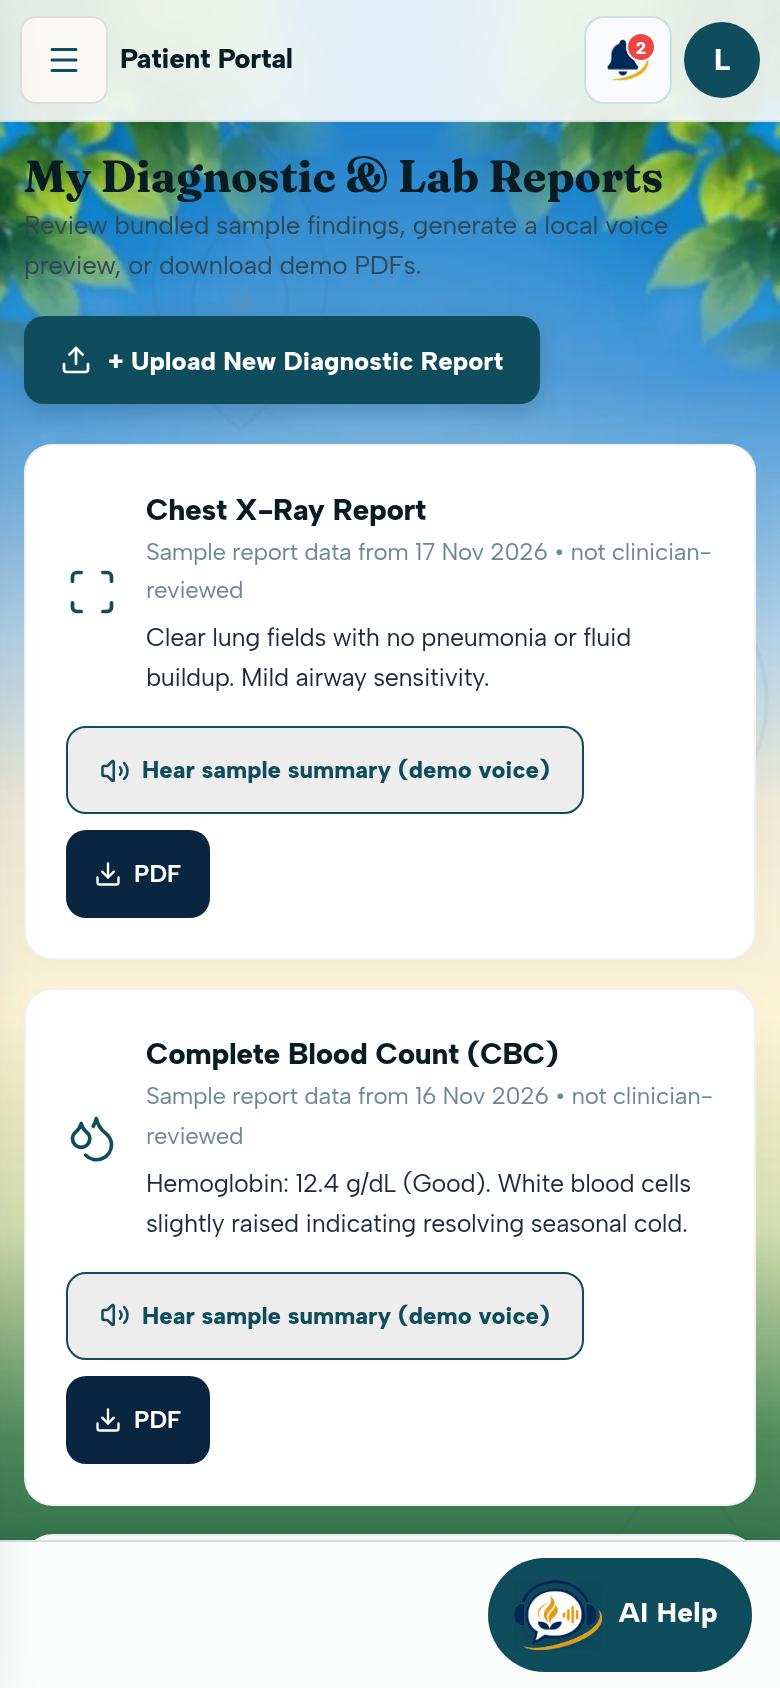 Patient Portal
2
L
My Diagnostic & Lab Reports
Review bundled sample findings, generate a local voice
preview, or download demo PDFs.
+ Upload New Diagnostic Report
Chest X-Ray Report
Sample report data from 17 Nov 2026 • not clinician-
reviewed
Clear lung fields with no pneumonia or fluid
buildup. Mild airway sensitivity.
Hear sample summary (demo voice)
PDF
Complete Blood Count (CBC)
Sample report data from 16 Nov 2026 • not clinician-
reviewed
Hemoglobin: 12.4 g/dL (Good). White blood cells
slightly raised indicating resolving seasonal cold.
Hear sample summary (demo voice)
PDF
AI Help